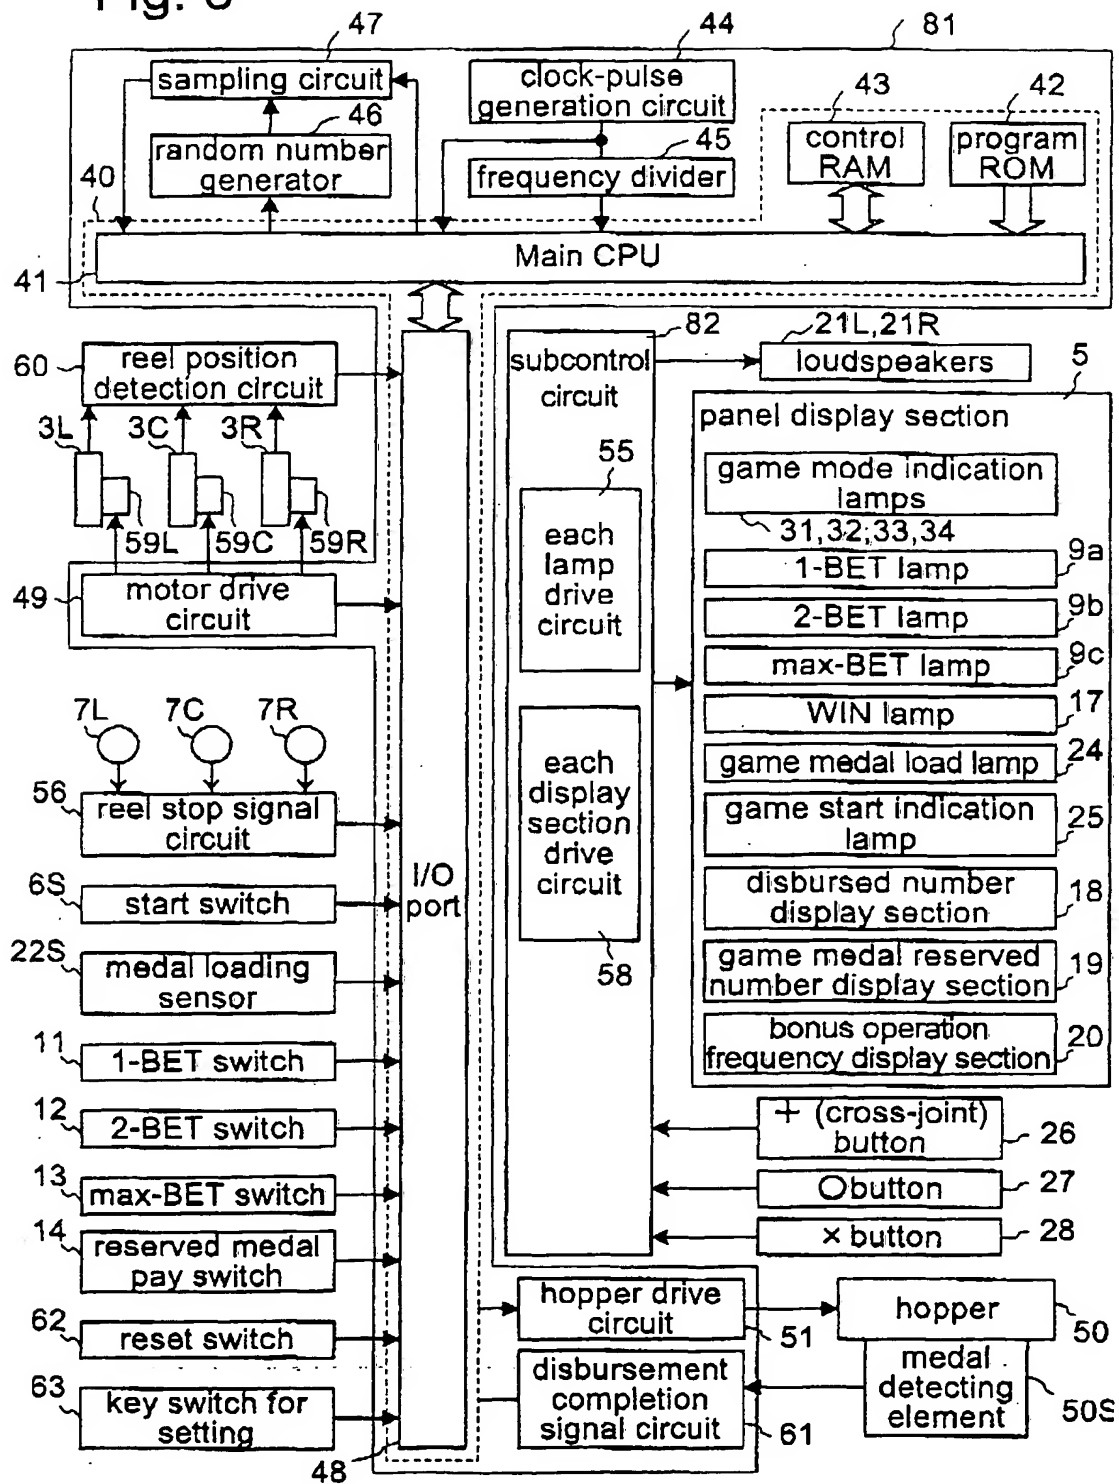 Fig. 6
47
44
81
sampling circuit
clock-pulse
generation circuit
43
42
46
45
control
RAM
program
ROM
random number
generator
frequency divider
40
Main CPU
41
82
21L,21R
60
reel position
detection circuit
subcontrol
circuit
loudspeakers
5
panel display section
3L
3C
3R
55
game mode indication
lamps
31,32,33,34
59L
59C
59R
each
lamp
drive
circuit
1-BET lamp
9a
49
motor drive
circuit
2-BET lamp
9b
max-BET lamp
9c
7L
7C
7R
WIN lamp
17
game medal load lamp
24
56
reel stop signal
circuit
each
display
section
drive
circuit
game start indication
lamp
25
I/O
port
6S
start switch
disbursed number
display section
18
22S
medal loading
sensor
58
game medal reserved
number display section
19
11
1-BET switch
bonus operation
frequency display section
20
12
2-BET switch
+ (cross-joint)
button
26
13
max-BET switch
○button
27
14
reserved medal
pay switch
× button
28
62
reset switch
hopper drive
circuit
51
hopper
50
63
key switch for
setting
disbursement
completion
signal circuit
61
medal
detecting
element
50S
48